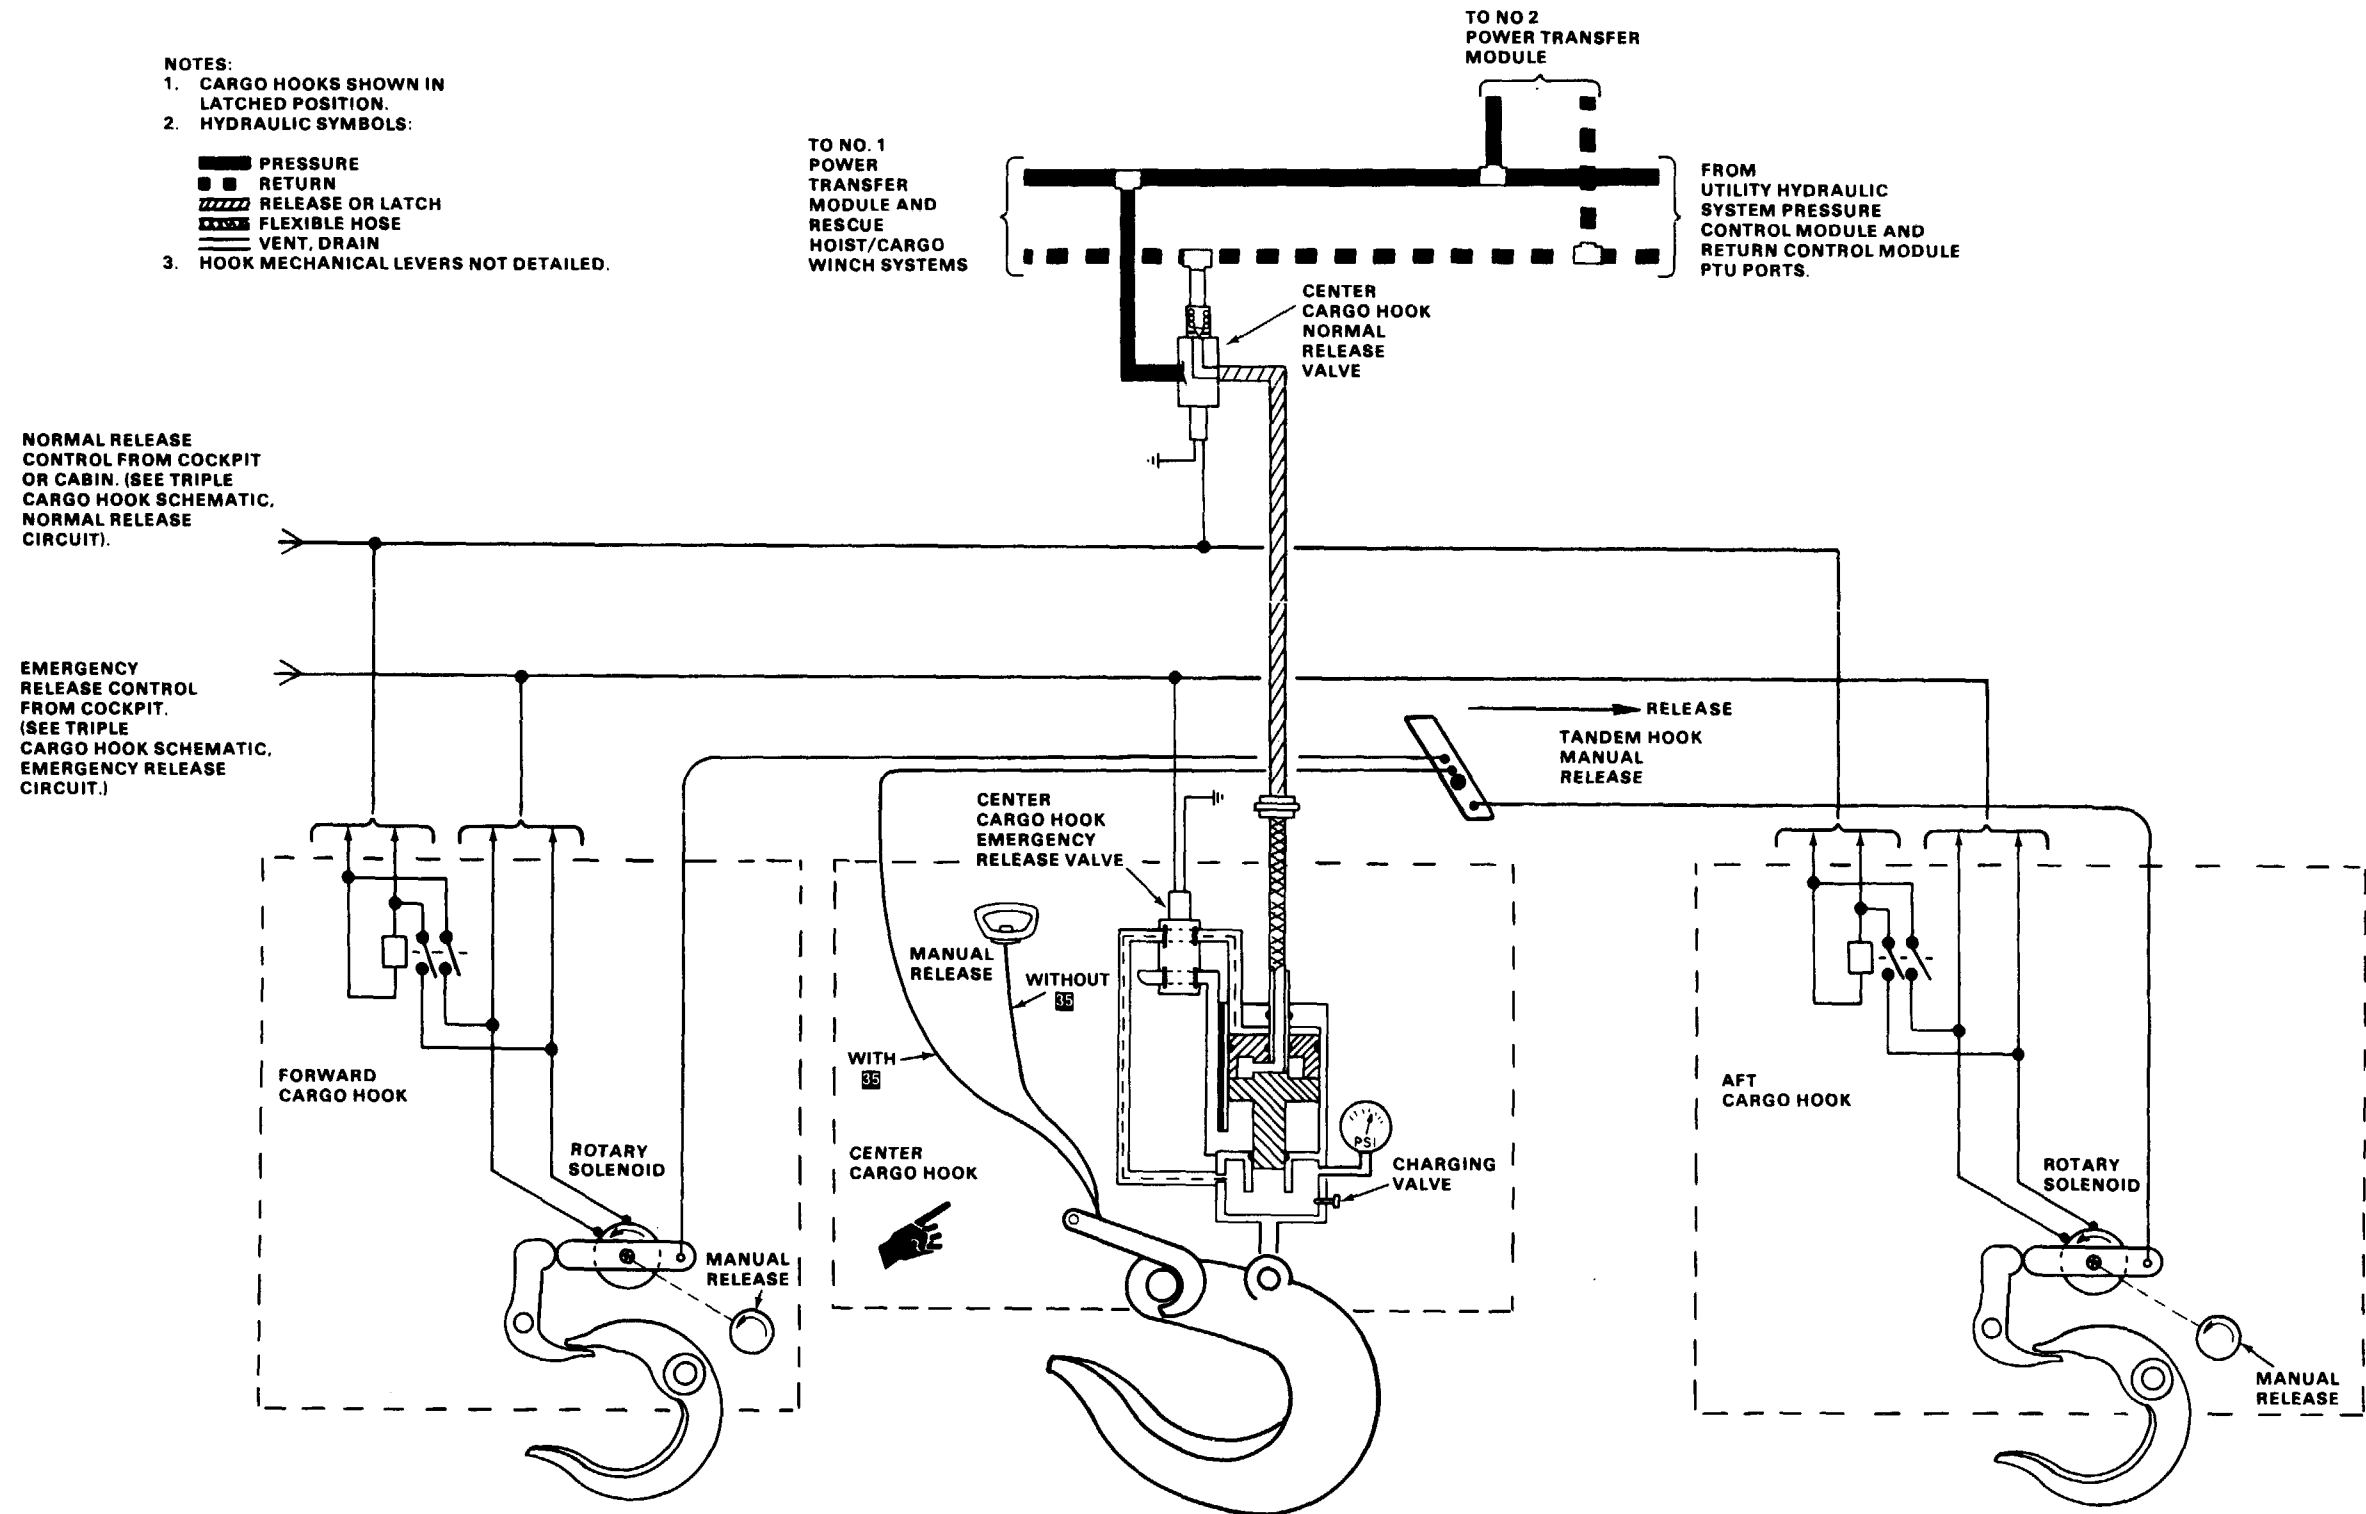 NOTES:
1. CARGO HOOKS SHOWN IN
LATCHED POSITION.
2. HYDRAULIC SYMBOLS:
PRESSURE
RETURN
RELEASE OR LATCH
FLEXIBLE HOSE
VENT, DRAIN
3. HOOK MECHANICAL LEVERS NOT DETAILED.
TO NO 2
POWER TRANSFER
MODULE
TO NO. 1
POWER
TRANSFER
MODULE AND
RESCUE
HOIST/CARGO
WINCH SYSTEMS
FROM
UTILITY HYDRAULIC
SYSTEM PRESSURE
CONTROL MODULE AND
RETURN CONTROL MODULE
PTU PORTS.
CENTER
CARGO HOOK
NORMAL
RELEASE
VALVE
NORMAL RELEASE
CONTROL FROM COCKPIT
OR CABIN. (SEE TRIPLE
CARGO HOOK SCHEMATIC,
NORMAL RELEASE
CIRCUIT).
EMERGENCY
RELEASE CONTROL
FROM COCKPIT.
(SEE TRIPLE
CARGO HOOK SCHEMATIC,
EMERGENCY RELEASE
CIRCUIT.)
RELEASE
TANDEM HOOK
MANUAL
RELEASE
CENTER
CARGO HOOK
EMERGENCY
RELEASE VALVE
MANUAL
RELEASE
WITHOUT
35
WITH
35
FORWARD
CARGO HOOK
ROTARY
SOLENOID
MANUAL
RELEASE
CENTER
CARGO HOOK
PSI
CHARGING
VALVE
AFT
CARGO HOOK
ROTARY
SOLENOID
MANUAL
RELEASE